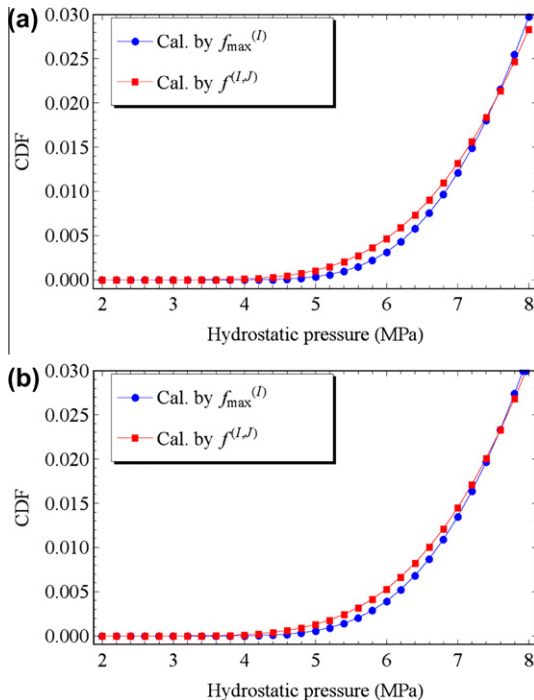 (a)
0.030
0.025
0.020
0.015
0.010
0.005
0.000
CDF
Cal. by fmax(I)
Cal. by f(I,J)
2 3 4 5 6 7 8
Hydrostatic pressure (MPa)
(b)
0.030
0.025
0.020
0.015
0.010
0.005
0.000
CDF
Cal. by fmax(I)
Cal. by f(I,J)
2 3 4 5 6 7 8
Hydrostatic pressure (MPa)